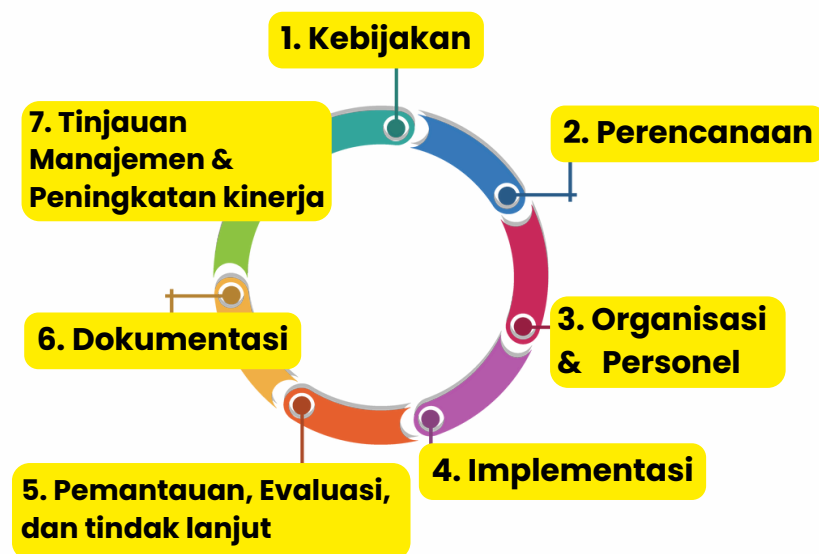 1. Kebijakan
2. Perencanaan
3. Organisasi
& Personel
4. Implementasi
5. Pemantauan, Evaluasi,
dan tindak lanjut
6. Dokumentasi
7. Tinjauan
Manajemen &
Peningkatan kinerja